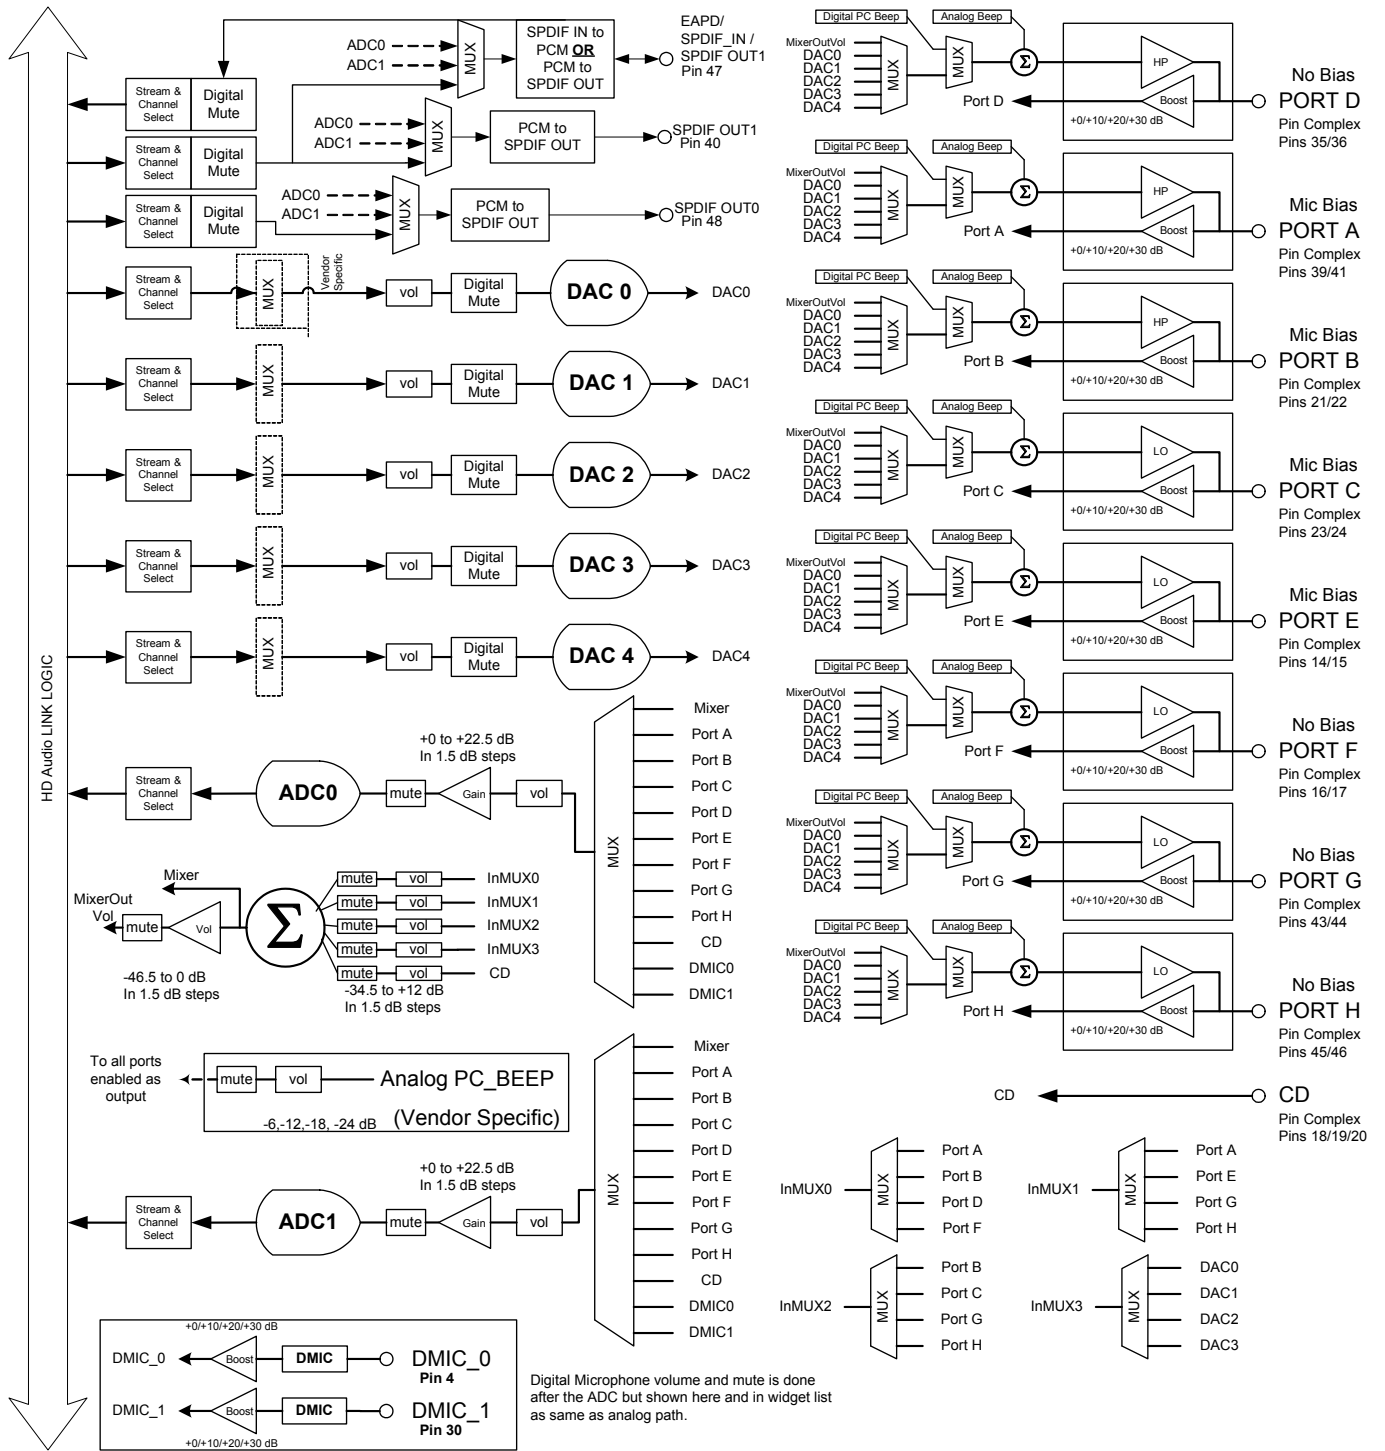 HD Audio LINK LOGIC
ADC0
ADC1
MUX
SPDIF IN to
PCM OR
PCM to
SPDIF OUT
EAPD/
SPDIF_IN /
SPDIF OUT1
Pin 47
Stream &
Channel
Select
Digital
Mute
ADC0
ADC1
MUX
PCM to
SPDIF OUT
SPDIF OUT1
Pin 40
Stream &
Channel
Select
Digital
Mute
ADC0
ADC1
MUX
PCM to
SPDIF OUT
SPDIF OUT0
Pin 48
Stream &
Channel
Select
Digital
Mute
Stream &
Channel
Select
MUX
Vendor
Specific
vol
Digital
Mute
DAC 0
DAC0
Stream &
Channel
Select
MUX
vol
Digital
Mute
DAC 1
DAC1
Stream &
Channel
Select
MUX
vol
Digital
Mute
DAC 2
DAC2
Stream &
Channel
Select
MUX
vol
Digital
Mute
DAC 3
DAC3
Stream &
Channel
Select
MUX
vol
Digital
Mute
DAC 4
DAC4
Stream &
Channel
Select
ADC0
mute
+0 to +22.5 dB
In 1.5 dB steps
Gain
vol
MUX
Mixer
Port A
Port B
Port C
Port D
Port E
Port F
Port G
Port H
CD
DMIC0
DMIC1
Mixer
MixerOut
Vol
mute
Vol
-46.5 to 0 dB
In 1.5 dB steps
Σ
mute vol InMUX0
mute vol InMUX1
mute vol InMUX2
mute vol InMUX3
mute vol CD
-34.5 to +12 dB
In 1.5 dB steps
To all ports
enabled as
output
mute
vol
Analog PC_BEEP
(Vendor Specific)
-6,-12,-18, -24 dB
Stream &
Channel
Select
ADC1
mute
+0 to +22.5 dB
In 1.5 dB steps
Gain
vol
MUX
Mixer
Port A
Port B
Port C
Port D
Port E
Port F
Port G
Port H
CD
DMIC0
DMIC1
+0/+10/+20/+30 dB
DMIC_0
Boost
DMIC
DMIC_0
Pin 4
DMIC_1
Boost
DMIC
DMIC_1
Pin 30
+0/+10/+20/+30 dB
Digital Microphone volume and mute is done
after the ADC but shown here and in widget list
as same as analog path.
Digital PC Beep
Analog Beep
MixerOutVol
DAC0
DAC1
DAC2
DAC3
DAC4
MUX
MUX
Σ
HP
Port D
Boost
+0/+10/+20/+30 dB
No Bias
PORT D
Pin Complex
Pins 35/36
Digital PC Beep
Analog Beep
MixerOutVol
DAC0
DAC1
DAC2
DAC3
DAC4
MUX
MUX
Σ
HP
Port A
Boost
+0/+10/+20/+30 dB
Mic Bias
PORT A
Pin Complex
Pins 39/41
Digital PC Beep
Analog Beep
MixerOutVol
DAC0
DAC1
DAC2
DAC3
DAC4
MUX
MUX
Σ
HP
Port B
Boost
+0/+10/+20/+30 dB
Mic Bias
PORT B
Pin Complex
Pins 21/22
Digital PC Beep
Analog Beep
MixerOutVol
DAC0
DAC1
DAC2
DAC3
DAC4
MUX
MUX
Σ
LO
Port C
Boost
+0/+10/+20/+30 dB
Mic Bias
PORT C
Pin Complex
Pins 23/24
Digital PC Beep
Analog Beep
MixerOutVol
DAC0
DAC1
DAC2
DAC3
DAC4
MUX
MUX
Σ
LO
Port E
Boost
+0/+10/+20/+30 dB
Mic Bias
PORT E
Pin Complex
Pins 14/15
Digital PC Beep
Analog Beep
MixerOutVol
DAC0
DAC1
DAC2
DAC3
DAC4
MUX
MUX
Σ
LO
Port F
Boost
+0/+10/+20/+30 dB
No Bias
PORT F
Pin Complex
Pins 16/17
Digital PC Beep
Analog Beep
MixerOutVol
DAC0
DAC1
DAC2
DAC3
DAC4
MUX
MUX
Σ
LO
Port G
Boost
+0/+10/+20/+30 dB
No Bias
PORT G
Pin Complex
Pins 43/44
Digital PC Beep
Analog Beep
MixerOutVol
DAC0
DAC1
DAC2
DAC3
DAC4
MUX
MUX
Σ
LO
Port H
Boost
+0/+10/+20/+30 dB
No Bias
PORT H
Pin Complex
Pins 45/46
CD
CD
Pin Complex
Pins 18/19/20
InMUX0
MUX
Port A
Port B
Port D
Port F
InMUX1
MUX
Port A
Port E
Port G
Port H
InMUX2
MUX
Port B
Port C
Port G
Port H
InMUX3
MUX
DAC0
DAC1
DAC2
DAC3